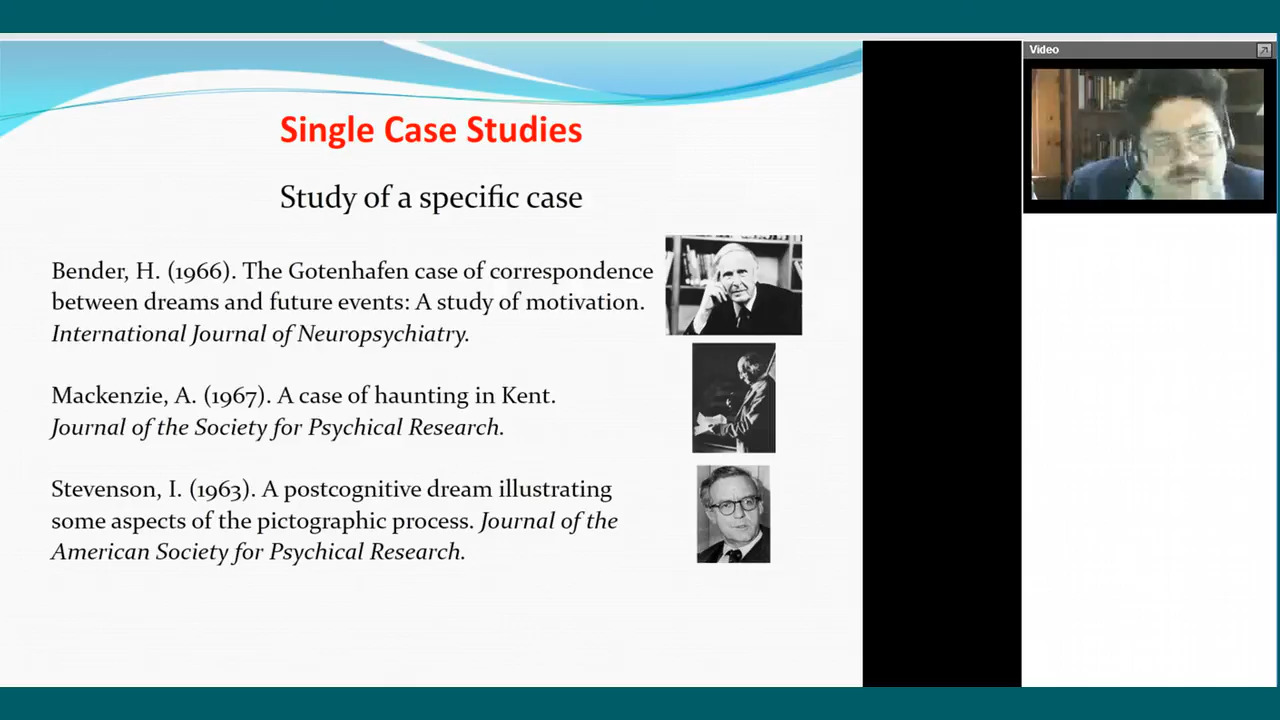 Video
Single Case Studies
Study of a specific case
Bender, H. (1966). The Gotenhafen case of correspondence
between dreams and future events: A study of motivation.
International Journal of Neuropsychiatry.
Mackenzie, A. (1967). A case of haunting in Kent.
Journal of the Society for Psychical Research.
Stevenson, I. (1963). A postcognitive dream illustrating
some aspects of the pictographic process. Journal of the
American Society for Psychical Research.